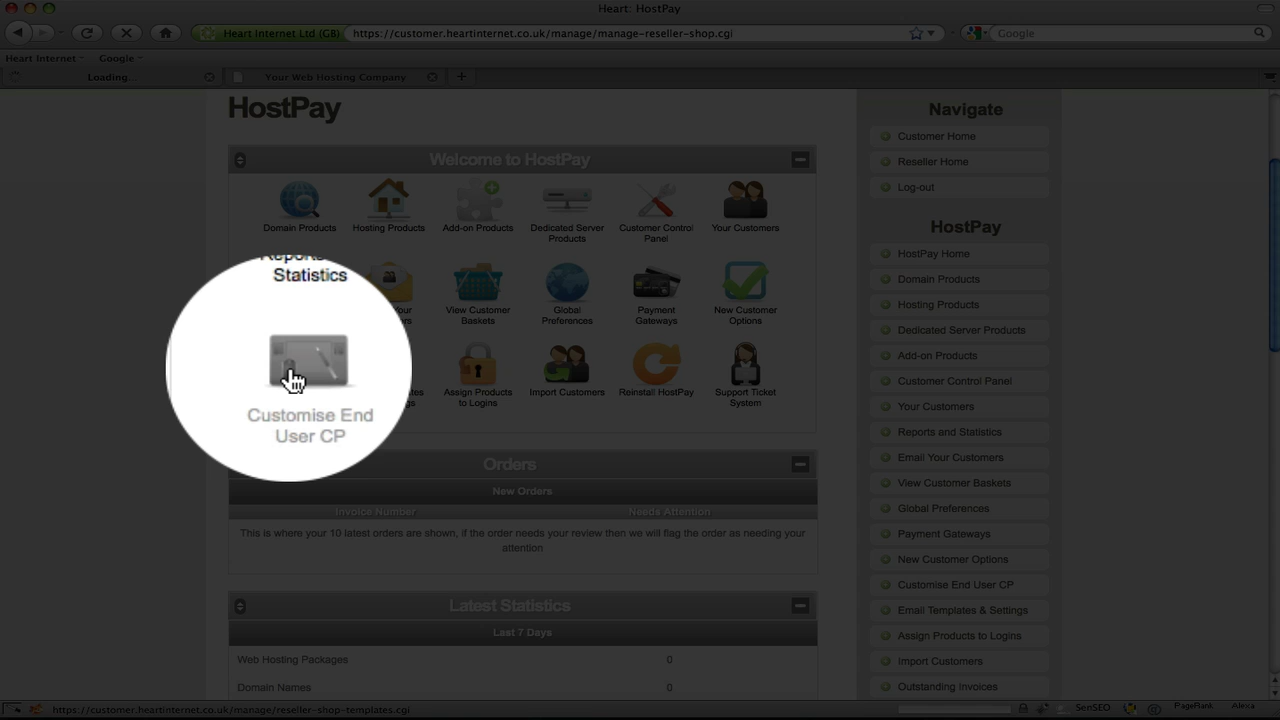 Heart: HostPay
Heart Internet Ltd (GB)
https://customer.heartinternet.co.uk/manage/manage-reseller-shop.cgi
Google
Heart Internet
Google
Loading...
Your Web Hosting Company
HostPay
Welcome to HostPay
Domain Products
Hosting Products
Add-on Products
Dedicated Server
Products
Customer Control
Panel
Your Customers
Statistics
View Customer
Baskets
Global
Preferences
Payment
Gateways
New Customer
Options
Customise End
User CP
Assign Products
to Logins
Import Customers
Reinstall HostPay
Support Ticket
System
Orders
New Orders
Invoice Number
Needs Attention
This is where your 10 latest orders are shown, if the order needs your review then we will flag the order as needing your
attention
Latest Statistics
Last 7 Days
Web Hosting Packages 0
Domain Names 0
Navigate
Customer Home
Reseller Home
Log-out
HostPay
HostPay Home
Domain Products
Hosting Products
Dedicated Server Products
Add-on Products
Customer Control Panel
Your Customers
Reports and Statistics
Email Your Customers
View Customer Baskets
Global Preferences
Payment Gateways
New Customer Options
Customise End User CP
Email Templates & Settings
Assign Products to Logins
Import Customers
Outstanding Invoices
https://customer.heartinternet.co.uk/manage/reseller-shop-templates.cgi
SenSEO
PageRank
Alexa